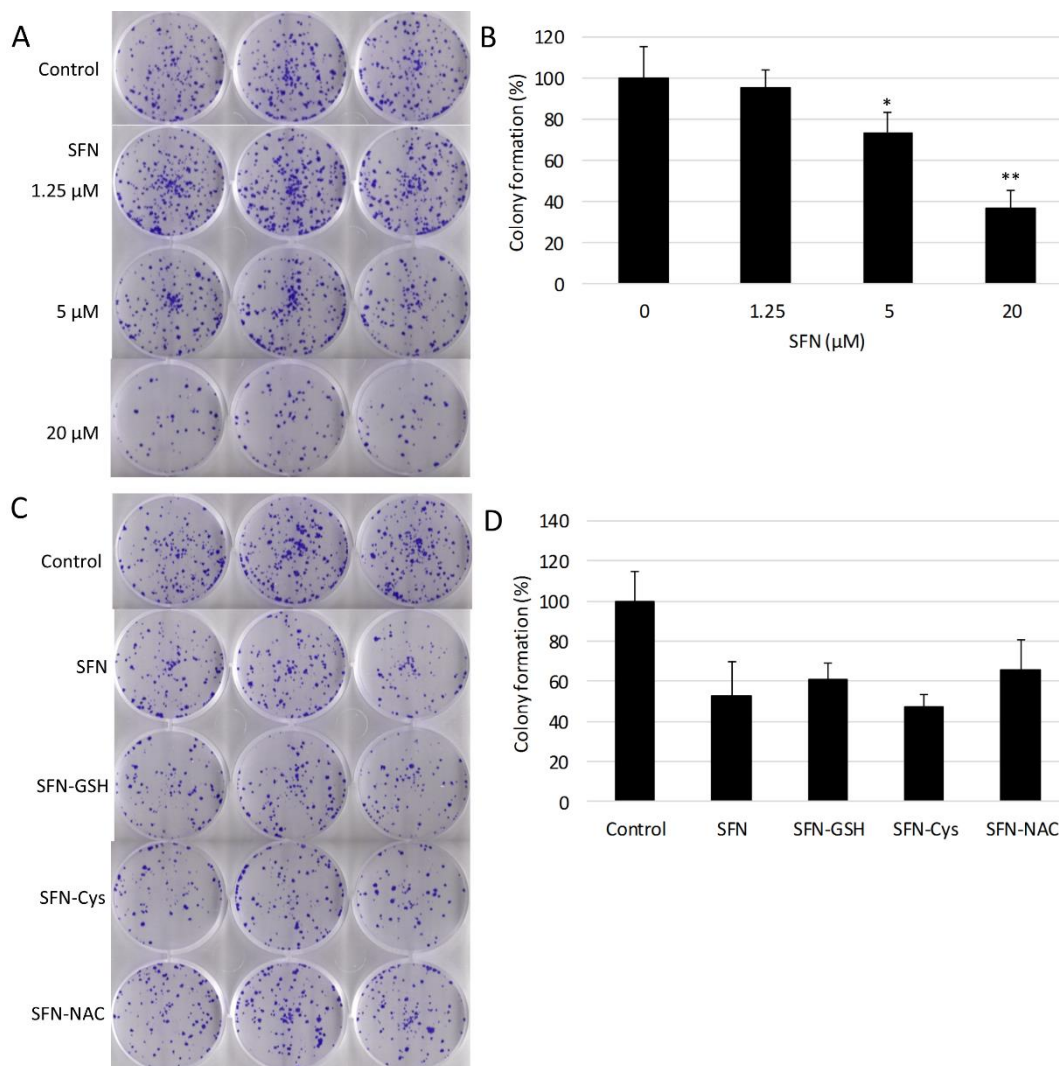 A
Control
SFN
1.25 µM
5 µM
20 µM
B
Colony formation (%)
120
100
80
60
40
20
0
*
**
0 1.25 5 20
SFN (µM)
C
Control
SFN
SFN-GSH
SFN-Cys
SFN-NAC
D
Colony formation (%)
140
120
100
80
60
40
20
0
Control SFN SFN-GSH SFN-Cys SFN-NAC